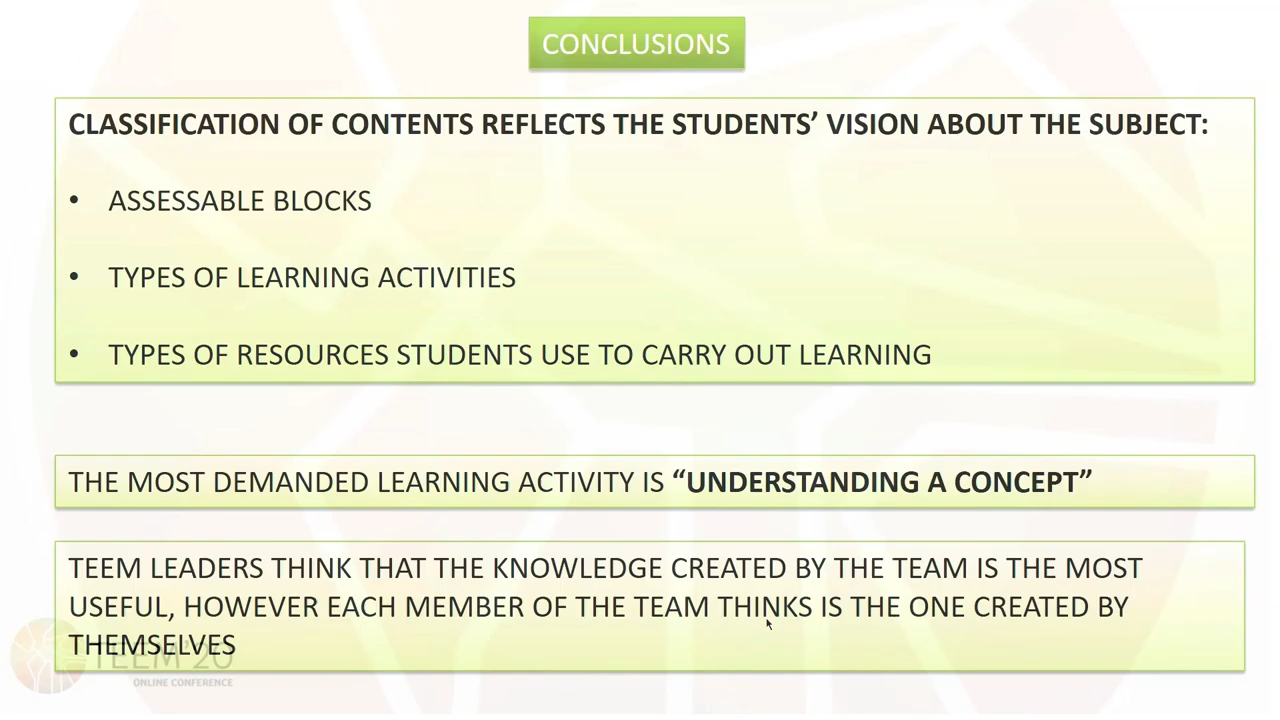 CONCLUSIONS
CLASSIFICATION OF CONTENTS REFLECTS THE STUDENTS’ VISION ABOUT THE SUBJECT:
• ASSESSABLE BLOCKS
• TYPES OF LEARNING ACTIVITIES
• TYPES OF RESOURCES STUDENTS USE TO CARRY OUT LEARNING
THE MOST DEMANDED LEARNING ACTIVITY IS “UNDERSTANDING A CONCEPT”
TEEM LEADERS THINK THAT THE KNOWLEDGE CREATED BY THE TEAM IS THE MOST
USEFUL, HOWEVER EACH MEMBER OF THE TEAM THINKS IS THE ONE CREATED BY
THEMSELVES
TEEM'20
ONLINE CONFERENCE